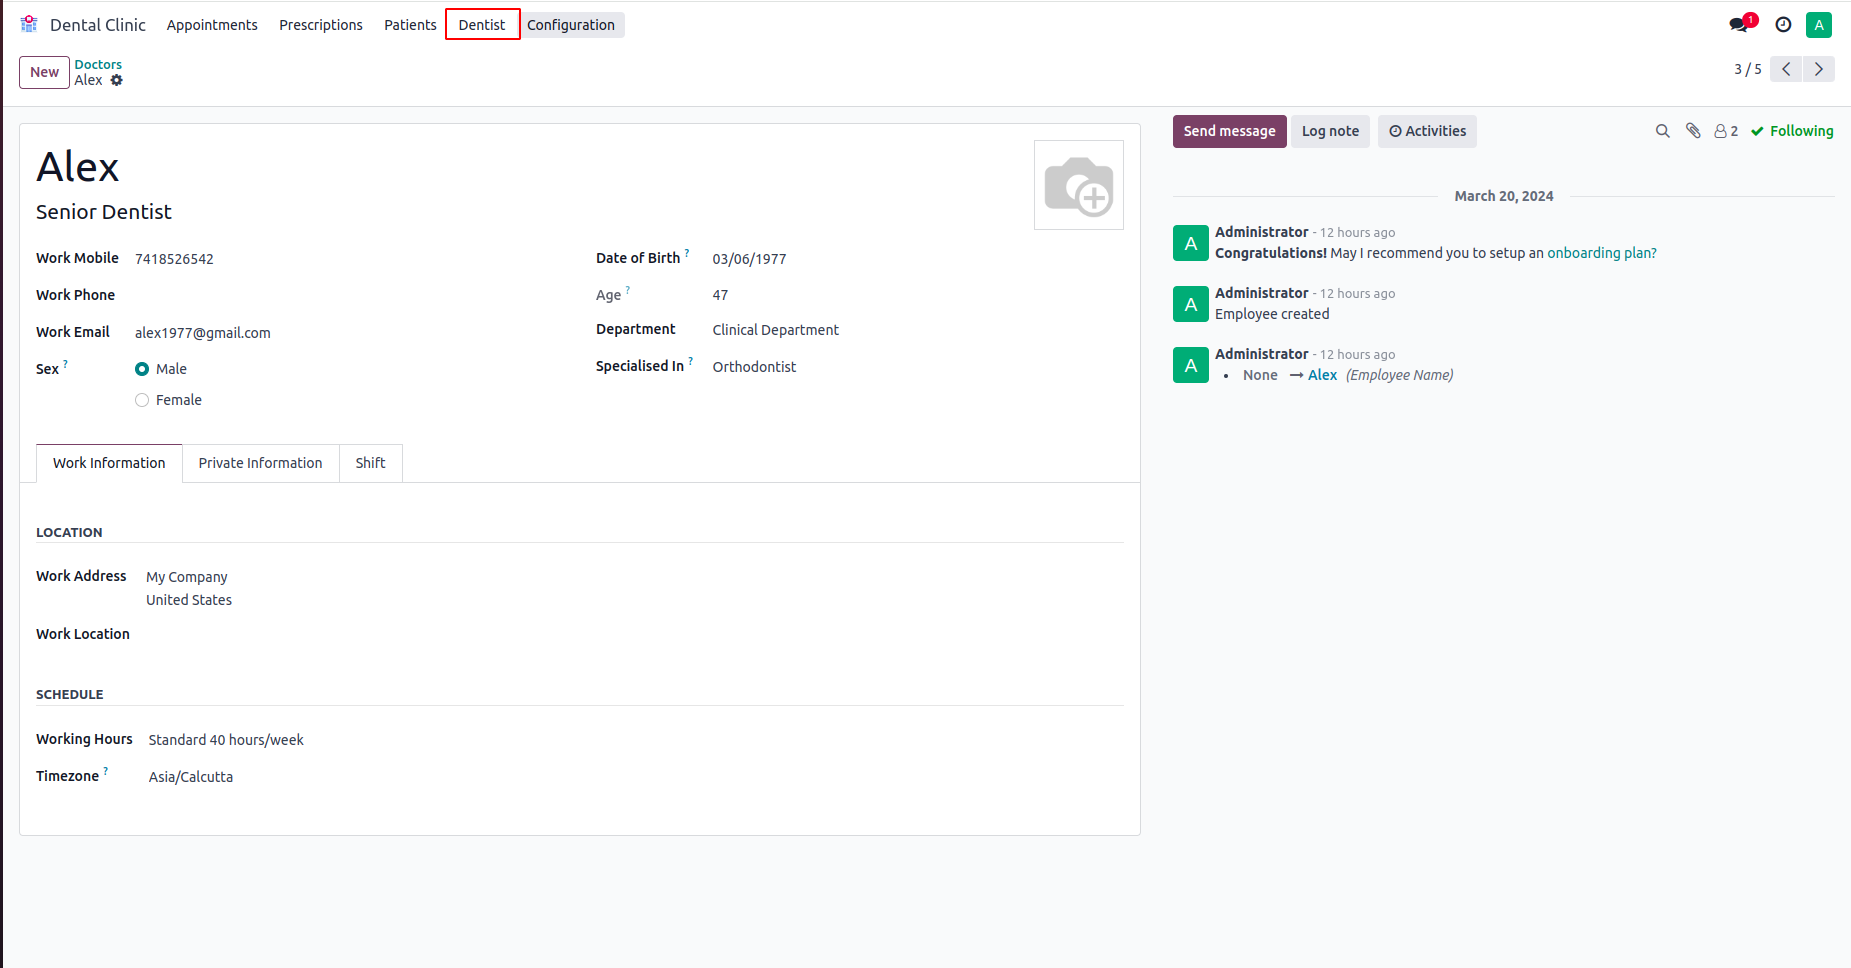 Dental Clinic Appointments Prescriptions Patients Dentist Configuration 1 A
New Doctors
Alex
3 / 5
Alex
Senior Dentist
Work Mobile 7418526542
Work Phone
Work Email alex1977@gmail.com
Sex ? Male
Female
Date of Birth ? 03/06/1977
Age ? 47
Department Clinical Department
Specialised In ? Orthodontist
Work Information Private Information Shift
LOCATION
Work Address My Company
United States
Work Location
SCHEDULE
Working Hours Standard 40 hours/week
Timezone ? Asia/Calcutta
Send message Log note Activities 2 Following
March 20, 2024
A Administrator - 12 hours ago
Congratulations! May I recommend you to setup an onboarding plan?
A Administrator - 12 hours ago
Employee created
A Administrator - 12 hours ago
• None → Alex (Employee Name)